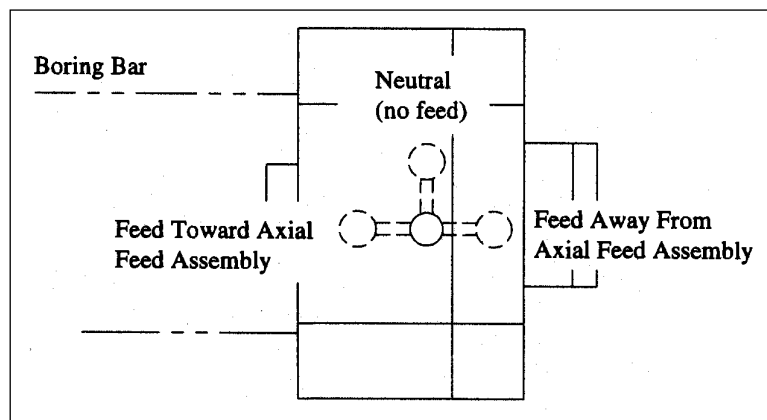 Boring Bar
Neutral
(no feed)
Feed Toward Axial
Feed Assembly
Feed Away From
Axial Feed Assembly